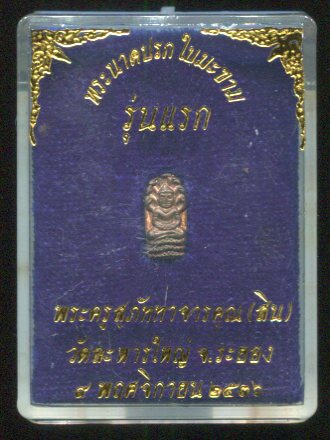 พระนาคปรก ใบมะขาม
รุ่นแรก
พระครูสุภัททาจารคุณ(สิน)
วัดละหารใหญ่ จ.ระยอง
๙ พฤศจิกายน ๒๕๓๖